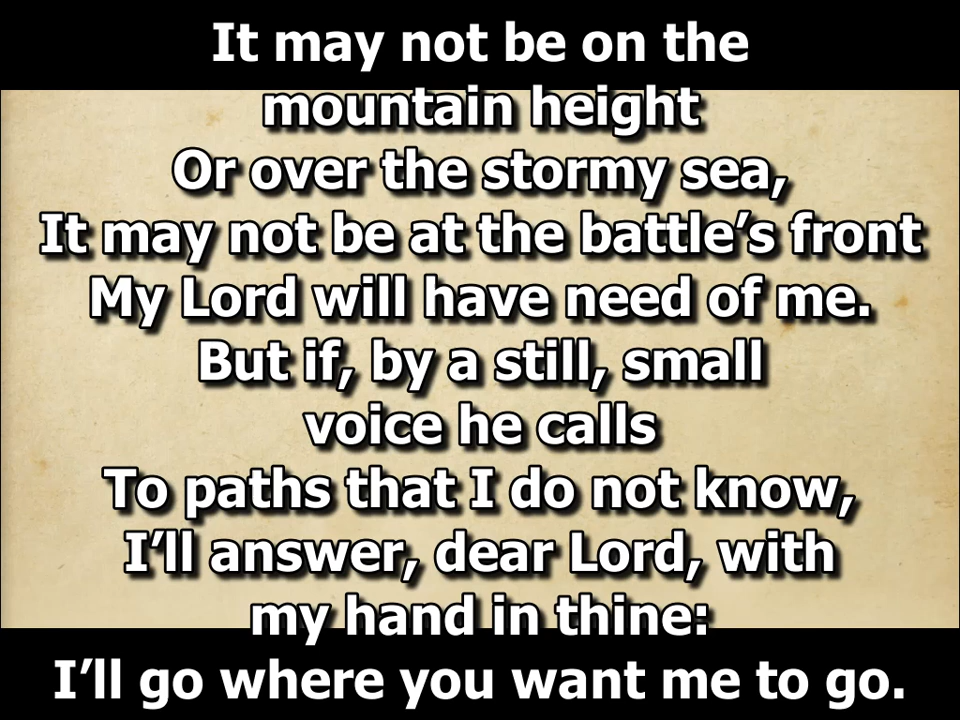 It may not be on the
mountain height
Or over the stormy sea,
It may not be at the battle’s front
My Lord will have need of me.
But if, by a still, small
voice he calls
To paths that I do not know,
I’ll answer, dear Lord, with
my hand in thine:
I’ll go where you want me to go.